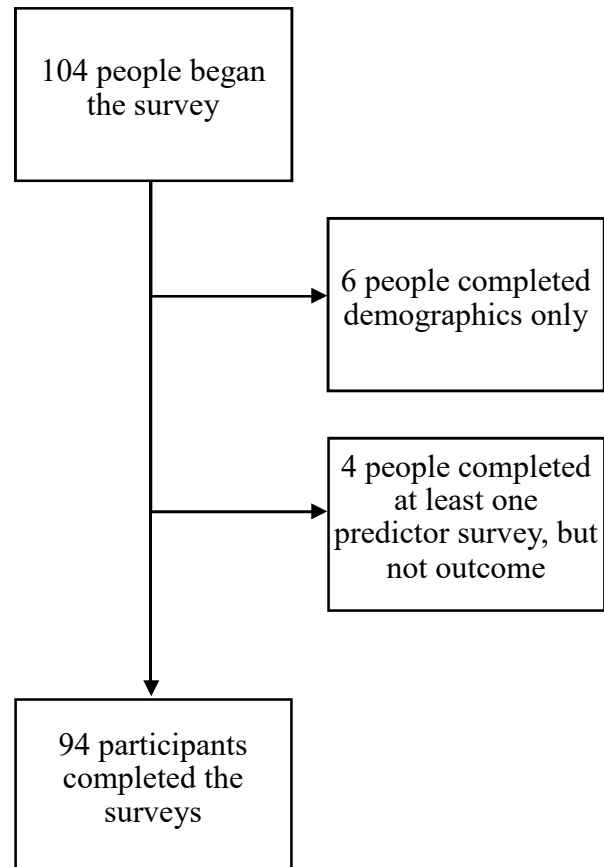 104 people began
the survey
6 people completed
demographics only
4 people completed
at least one
predictor survey, but
not outcome
94 participants
completed the
surveys